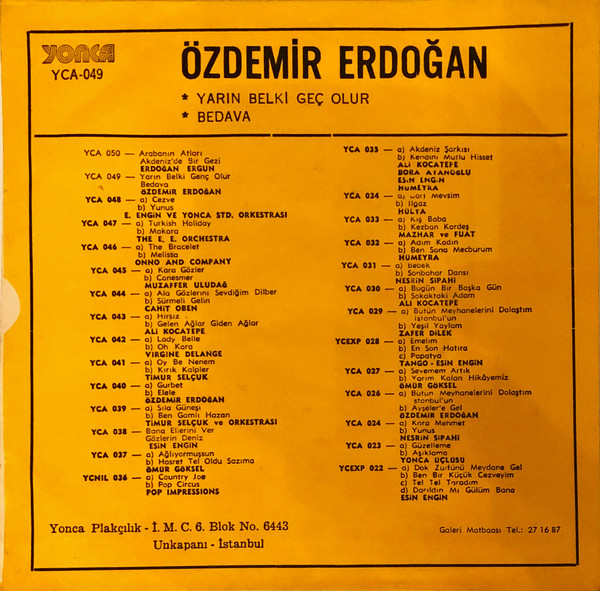 YONCA
YCA-049
ÖZDEMİR ERDOĞAN
* YARIN BELKİ GEÇ OLUR
* BEDAVA
YCA 050 — Arabanın Atları
Akdeniz'de Bir Gezi
ERDOĞAN ERGUN
YCA 049 — Yarın Belki Genç Olur
Bedava
ÖZDEMİR ERDOĞAN
YCA 048 — a) Cezve
b) Yunus
E. ENGİN VE YONCA STD. ORKESTRASI
YCA 047 — a) Turkish Holiday
b) Makara
THE E. E. ORCHESTRA
YCA 046 — a) The Bracelet
b) Melissa
ONNO AND COMPANY
YCA 045 — a) Kara Gözler
b) Canesmer
MUZAFFER ULUDAĞ
YCA 044 — a) Ala Gözlerini Sevdiğim Dilber
b) Sürmeli Gelin
CAHİT OBEN
YCA 043 — a) Hırsız
b) Gelen Ağlar Giden Ağlar
ALİ KOCATEPE
YCA 042 — a) Lady Belle
b) Oh Kara
VIRGINE DELANGE
YCA 041 — a) Oy Be Nenem
b) Kırık Kalpler
TİMUR SELÇUK
YCA 040 — a) Gurbet
b) Elele
ÖZDEMİR ERDOĞAN
YCA 039 — a) Sıla Güneşi
b) Ben Gamlı Hazan
TİMUR SELÇUK ve ORKESTRASI
YCA 038 — Bana Ellerini Ver
Gözlerin Deniz
ESİN ENGİN
YCA 037 — a) Ağlıyormuşsun
b) Hasret Tel Oldu Sazıma
ÖMÜR GÖKSEL
YCNIL 036 — a) Country Joe
b) Pop Circus
POP IMPRESSIONS
YCA 035 — a) Akdeniz Şarkısı
b) Kendini Mutlu Hisset
ALİ KOCATEPE
BORA AYANOĞLU
ESİN ENGİN
HÜMEYRA
YCA 034 — a) Dört Mevsim
b) Ilgaz
HÜLYA
YCA 033 — a) Kış Baba
b) Kezban Kardeş
MAZHAR ve FUAT
YCA 032 — a) Adım Kadın
b) Ben Sana Mecburum
HÜMEYRA
YCA 031 — a) Bebek
b) Sonbahar Dansı
NESRİN SİPAHİ
YCA 030 — a) Bugün Bir Başka Gün
b) Sokaktaki Adam
ALİ KOCATEPE
YCA 029 — a) Bütün Meyhanelerini Dolaştım
İstanbul'un
b) Yeşil Yaylam
ZAFER DİLEK
YCEXP 028 — a) Emelim
b) En Son Hatıra
c) Papatya
TANGO - ESİN ENGİN
YCA 027 — a) Sevemem Artık
b) Yarım Kalan Hikâyemiz
ÖMÜR GÖKSEL
YCA 026 — a) Bütün Meyhanelerini Dolaştım
İstanbul'un
b) Ayşeler'e Gel
ÖZDEMİR ERDOĞAN
YCA 024 — a) Kara Mehmet
b) Yunus
NESRİN SİPAHİ
YCA 023 — a) Güzelleme
b) Aşıklama
YONCA ÜÇLÜSÜ
YCEXP 022 — a) Dok Zulfünü Meydane Gel
b) Ben Bir Küçük Cezveyim
c) Tel Tel Taradım
d) Darıldın Mı Gülüm Bana
ESİN ENGİN
Yonca Plakçılık - İ. M. C. 6. Blok No. 6443
Unkapanı - İstanbul
Galeri Matbaası Tel.: 27 16 87